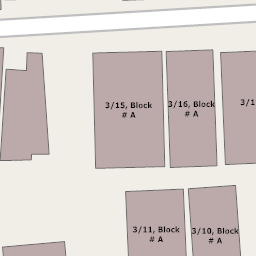 3/15, Block
# A
3/16, Block
# A
3/11, Block
# A
3/10, Block
# A